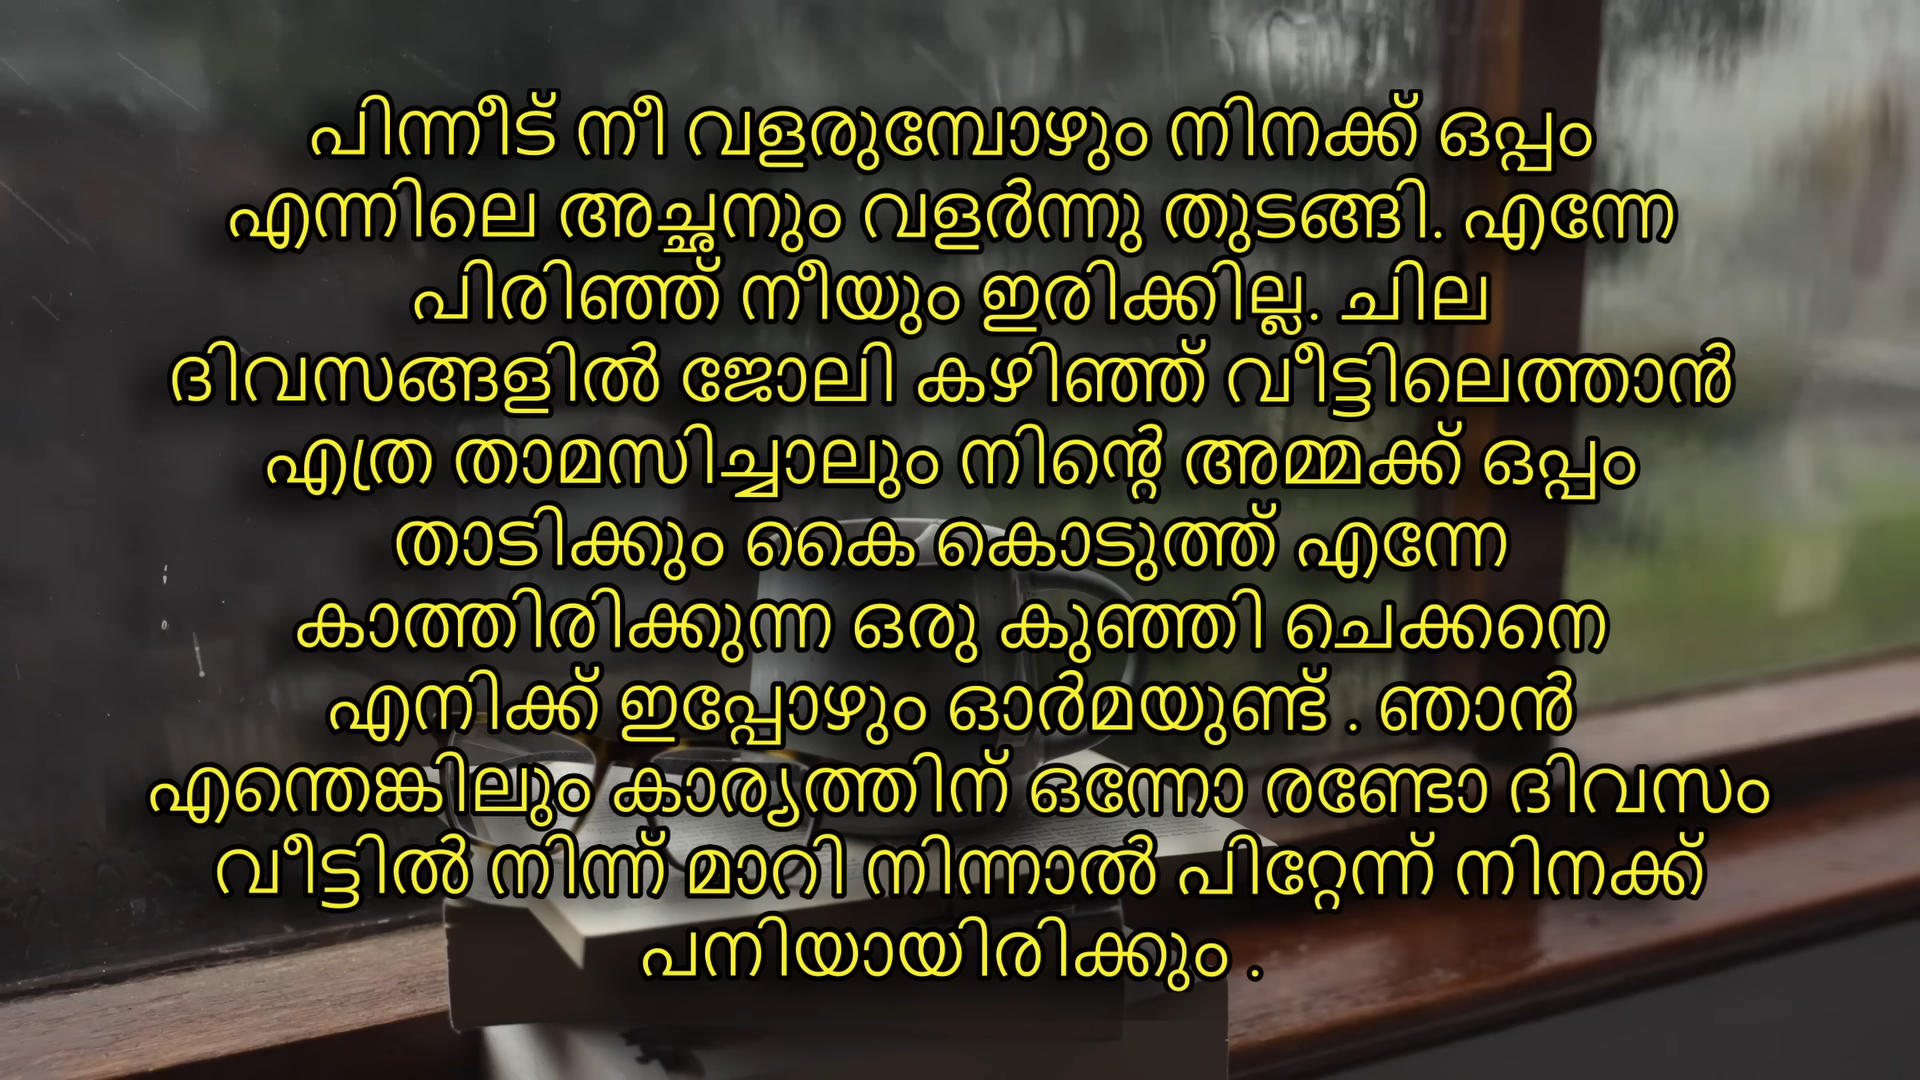 പിന്നീട് നീ വളരുമ്പോഴും നിനക്ക് ഒപ്പം
എന്നിലെ അച്ഛനും വളർന്നു തുടങ്ങി. എന്നേ
പിരിഞ്ഞ് നീയും ഇരിക്കില്ല. ചില
ദിവസങ്ങളിൽ ജോലി കഴിഞ്ഞ് വീട്ടിലെത്താൻ
എത്ര താമസിച്ചാലും നിന്റെ അമ്മക്ക് ഒപ്പം
താടിക്കും കൈ കൊടുത്ത് എന്നേ
കാത്തിരിക്കുന്ന ഒരു കുഞ്ഞി ചെക്കനെ
എനിക്ക് ഇപ്പോഴും ഓർമയുണ്ട് . ഞാൻ
എന്തെങ്കിലും കാര്യത്തിന് ഒന്നോ രണ്ടോ ദിവസം
വീട്ടിൽ നിന്ന് മാറി നിന്നാൽ പിറ്റേന്ന് നിനക്ക്
പനിയായിരിക്കും .